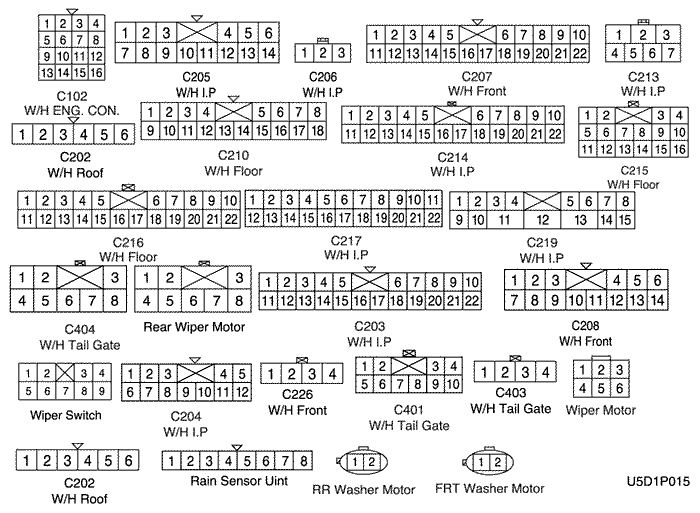 1 2 3 4
5 6 7 8
9 10 11 12
13 14 15 16
C102
W/H ENG. CON.
1 2 3 4 5 6
7 8 9 10 11 12 13 14
C205
W/H I.P
1 2 3
C206
W/H I.P
1 2 3 4 5 6 7 8 9 10
11 12 13 14 15 16 17 18 19 20 21 22
C207
W/H Front
1 2 3
4 5 6 7
C213
W/H I.P
1 2 3 4 5 6
C202
W/H Roof
1 2 3 4 5 6 7 8
9 10 11 12 13 14 15 16 17 18
C210
W/H Floor
1 2 3 4 5 6 7 8 9 10
11 12 13 14 15 16 17 18 19 20 21 22
C214
W/H I.P
1 2 3 4
5 6 7 8 9 10
11 12 13 14 15 16
C215
W/H Floor
1 2 3 4 5 6 7 8 9 10
11 12 13 14 15 16 17 18 19 20 21 22
C216
W/H Floor
1 2 3 4 5 6 7 8 9 10 11
12 13 14 15 16 17 18 19 20 21 22
C217
W/H I.P
1 2 3 4 5 6 7 8
9 10 11 12 13 14 15
C219
W/H I.P
1 2 3
4 5 6 7 8
C404
W/H Tail Gate
1 2 3
4 5 6 7 8
Rear Wiper Motor
1 2 3 4 5 6 7 8 9 10
11 12 13 14 15 16 17 18 19 20 21 22
C203
W/H I.P
1 2 3 4 5 6
7 8 9 10 11 12 13 14
C208
W/H Front
1 2 3 4
5 6 7 8 9
Wiper Switch
1 2 3 4 5
6 7 8 9 10 11 12
C204
W/H I.P
1 2 3 4
C226
W/H Front
1 2 3 4
5 6 7 8 9 10
C401
W/H Tail Gate
1 2 3 4
C403
W/H Tail Gate
1 2 3
4 5 6
Wiper Motor
1 2 3 4 5 6
C202
W/H Roof
1 2 3 4 5 6 7 8
Rain Sensor Uint
1 2
RR Washer Motor
1 2
FRT Washer Motor
U5D1P015